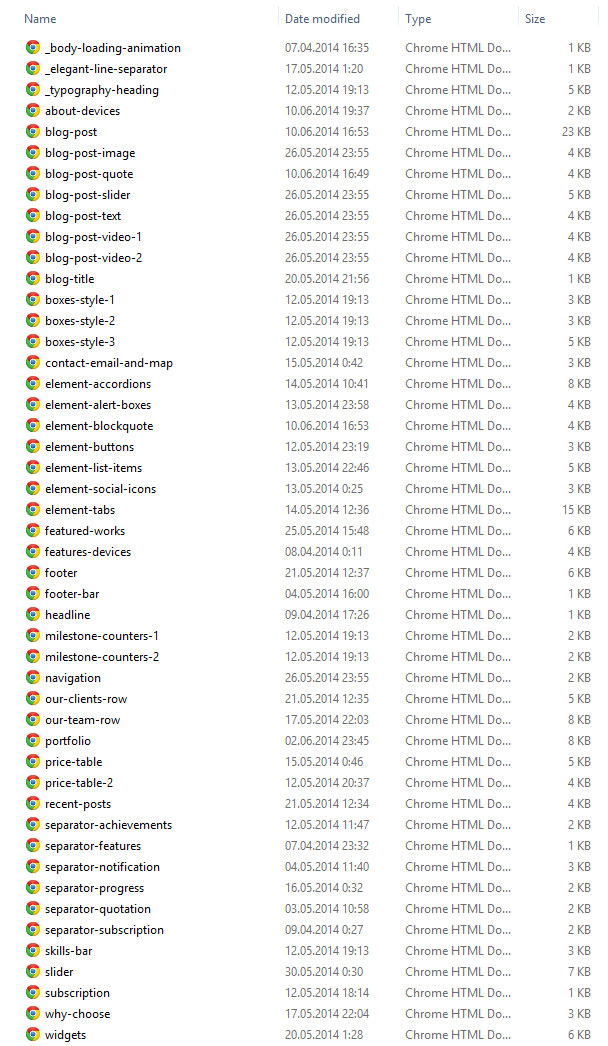 Name Date modified Type Size
_body-loading-animation 07.04.2014 16:35 Chrome HTML Do... 1 KB
_elegant-line-separator 17.05.2014 1:20 Chrome HTML Do... 1 KB
_typography-heading 12.05.2014 19:13 Chrome HTML Do... 5 KB
about-devices 10.06.2014 19:37 Chrome HTML Do... 2 KB
blog-post 10.06.2014 16:53 Chrome HTML Do... 23 KB
blog-post-image 26.05.2014 23:55 Chrome HTML Do... 4 KB
blog-post-quote 10.06.2014 16:49 Chrome HTML Do... 4 KB
blog-post-slider 26.05.2014 23:55 Chrome HTML Do... 5 KB
blog-post-text 26.05.2014 23:55 Chrome HTML Do... 4 KB
blog-post-video-1 26.05.2014 23:55 Chrome HTML Do... 4 KB
blog-post-video-2 26.05.2014 23:55 Chrome HTML Do... 4 KB
blog-title 20.05.2014 21:56 Chrome HTML Do... 1 KB
boxes-style-1 12.05.2014 19:13 Chrome HTML Do... 3 KB
boxes-style-2 12.05.2014 19:13 Chrome HTML Do... 3 KB
boxes-style-3 12.05.2014 19:13 Chrome HTML Do... 5 KB
contact-email-and-map 15.05.2014 0:42 Chrome HTML Do... 3 KB
element-accordions 14.05.2014 10:41 Chrome HTML Do... 8 KB
element-alert-boxes 13.05.2014 23:58 Chrome HTML Do... 4 KB
element-blockquote 10.06.2014 16:53 Chrome HTML Do... 4 KB
element-buttons 12.05.2014 23:19 Chrome HTML Do... 3 KB
element-list-items 13.05.2014 22:46 Chrome HTML Do... 5 KB
element-social-icons 13.05.2014 0:25 Chrome HTML Do... 3 KB
element-tabs 14.05.2014 12:36 Chrome HTML Do... 15 KB
featured-works 25.05.2014 15:48 Chrome HTML Do... 6 KB
features-devices 08.04.2014 0:11 Chrome HTML Do... 4 KB
footer 21.05.2014 12:37 Chrome HTML Do... 6 KB
footer-bar 04.05.2014 16:00 Chrome HTML Do... 1 KB
headline 09.04.2014 17:26 Chrome HTML Do... 1 KB
milestone-counters-1 12.05.2014 19:13 Chrome HTML Do... 2 KB
milestone-counters-2 12.05.2014 19:13 Chrome HTML Do... 2 KB
navigation 26.05.2014 23:55 Chrome HTML Do... 2 KB
our-clients-row 21.05.2014 12:35 Chrome HTML Do... 5 KB
our-team-row 17.05.2014 22:03 Chrome HTML Do... 8 KB
portfolio 02.06.2014 23:45 Chrome HTML Do... 8 KB
price-table 15.05.2014 0:46 Chrome HTML Do... 5 KB
price-table-2 12.05.2014 20:37 Chrome HTML Do... 4 KB
recent-posts 21.05.2014 12:34 Chrome HTML Do... 4 KB
separator-achievements 12.05.2014 11:47 Chrome HTML Do... 2 KB
separator-features 07.04.2014 23:32 Chrome HTML Do... 1 KB
separator-notification 04.05.2014 11:40 Chrome HTML Do... 3 KB
separator-progress 16.05.2014 0:32 Chrome HTML Do... 2 KB
separator-quotation 03.05.2014 10:58 Chrome HTML Do... 2 KB
separator-subscription 09.04.2014 0:27 Chrome HTML Do... 2 KB
skills-bar 12.05.2014 19:13 Chrome HTML Do... 3 KB
slider 30.05.2014 0:30 Chrome HTML Do... 7 KB
subscription 12.05.2014 18:14 Chrome HTML Do... 1 KB
why-choose 17.05.2014 22:04 Chrome HTML Do... 3 KB
widgets 20.05.2014 1:28 Chrome HTML Do... 6 KB